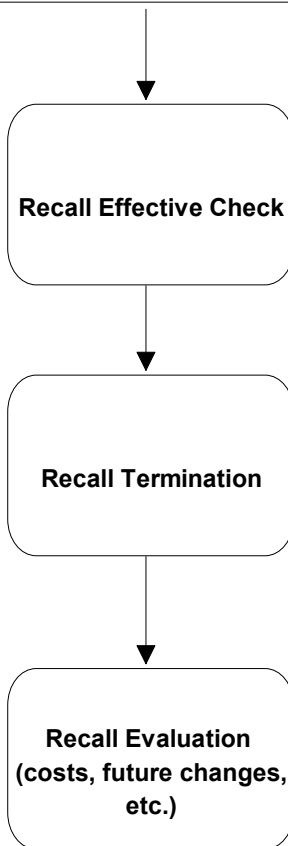 Recall Effective Check
Recall Termination
Recall Evaluation
(costs, future changes,
etc.)